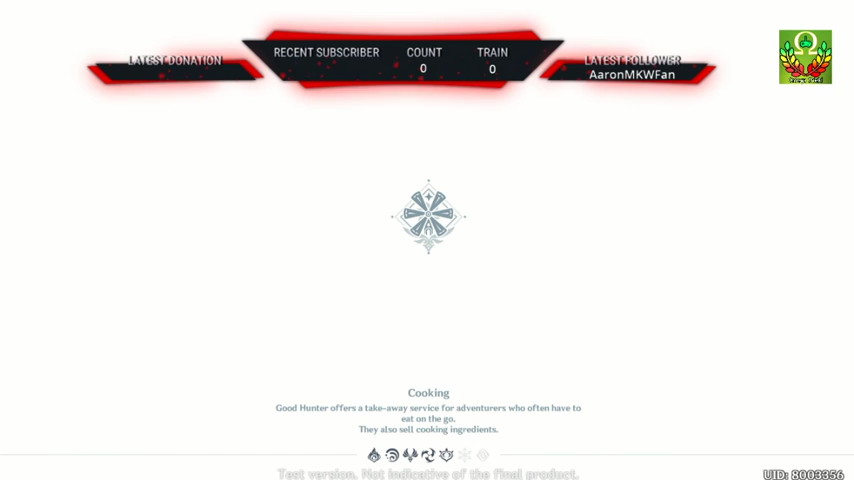 LATEST DONATION
RECENT SUBSCRIBER
COUNT
0
TRAIN
0
LATEST FOLLOWER
AaronMKWFan
Cooking
Good Hunter offers a take-away service for adventurers who often have to
eat on the go.
They also sell cooking ingredients.
Test version. Not indicative of the final product.
UID: 8003356